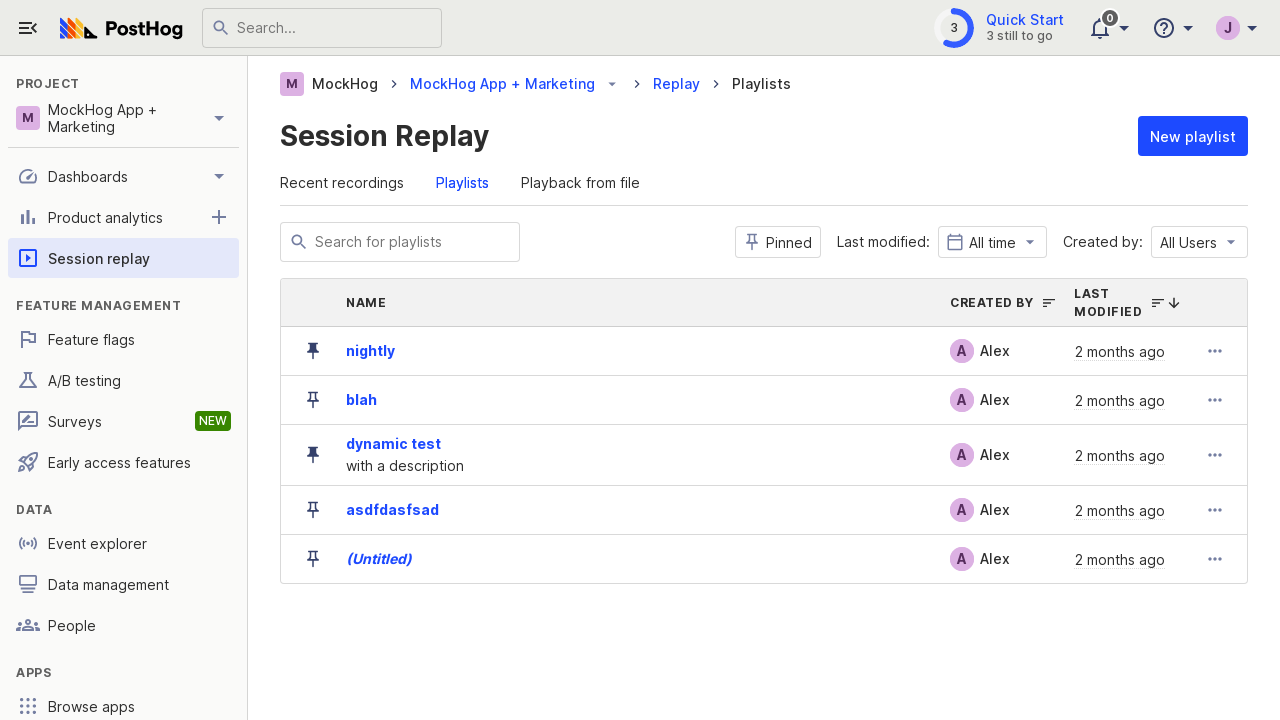 PostHog
Search...
3
Quick Start
3 still to go
0
J
PROJECT
M
MockHog App +
Marketing
Dashboards
Product analytics
Session replay
FEATURE MANAGEMENT
Feature flags
A/B testing
Surveys
NEW
Early access features
DATA
Event explorer
Data management
People
APPS
Browse apps
M MockHog MockHog App + Marketing Replay Playlists
Session Replay
New playlist
Recent recordings Playlists Playback from file
Search for playlists
Pinned Last modified: All time Created by: All Users
NAME CREATED BY LAST
MODIFIED
nightly A Alex 2 months ago
blah A Alex 2 months ago
dynamic test
with a description
A Alex 2 months ago
asdfdasfsad A Alex 2 months ago
(Untitled) A Alex 2 months ago